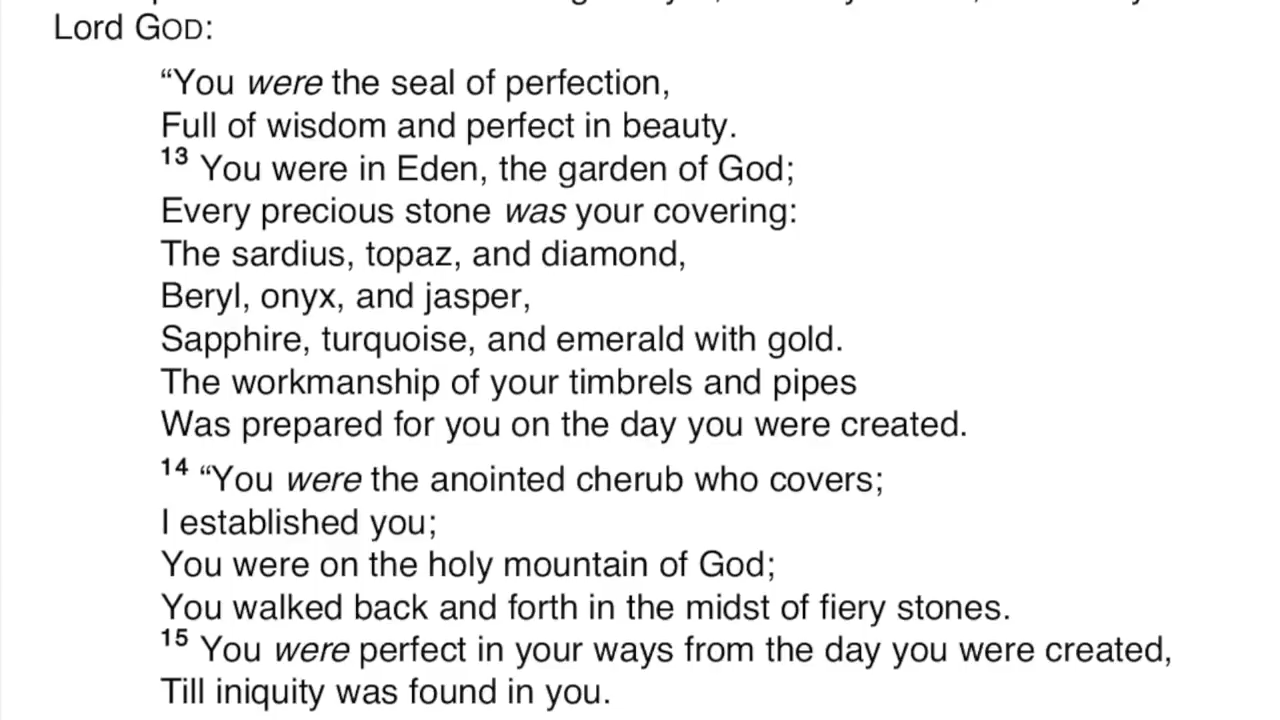 Lord GOD:
“You were the seal of perfection,
Full of wisdom and perfect in beauty.
13 You were in Eden, the garden of God;
Every precious stone was your covering:
The sardius, topaz, and diamond,
Beryl, onyx, and jasper,
Sapphire, turquoise, and emerald with gold.
The workmanship of your timbrels and pipes
Was prepared for you on the day you were created.
14 “You were the anointed cherub who covers;
I established you;
You were on the holy mountain of God;
You walked back and forth in the midst of fiery stones.
15 You were perfect in your ways from the day you were created,
Till iniquity was found in you.